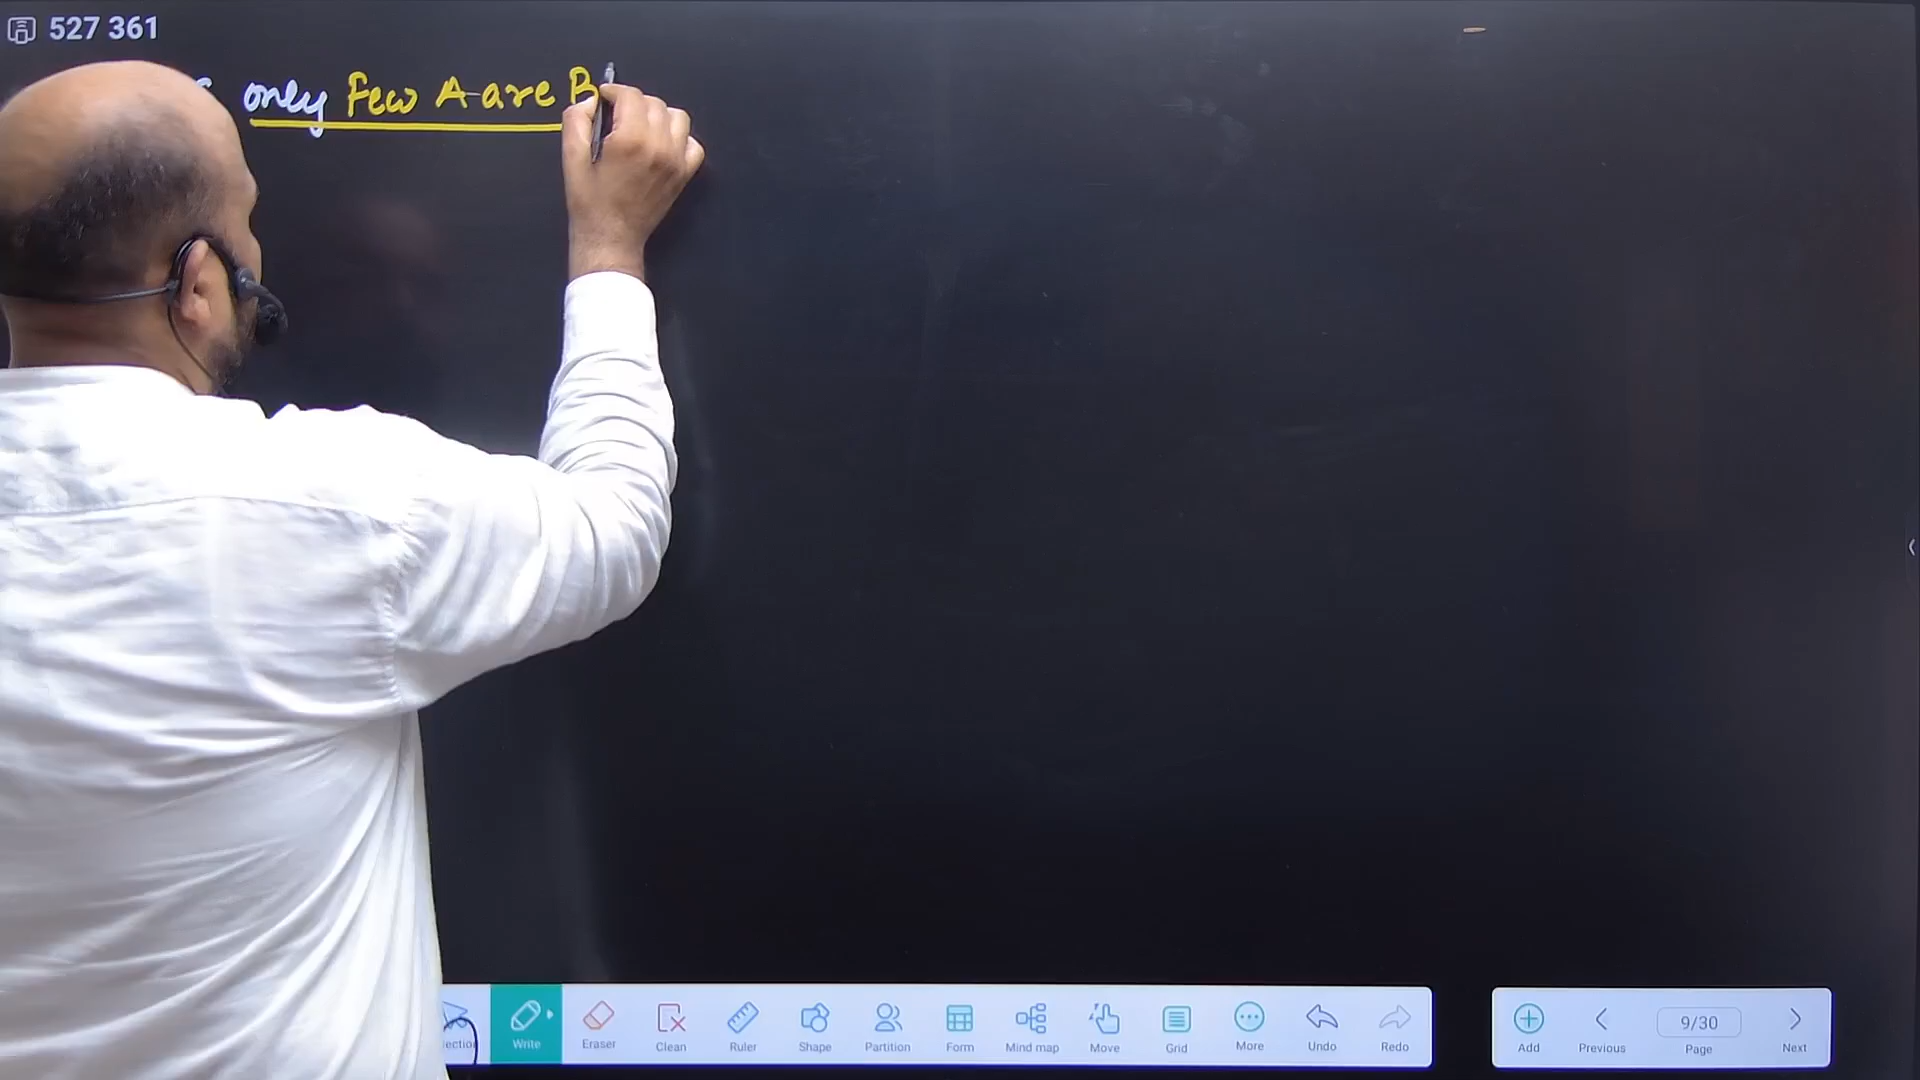 527 361
only Few A are B
Write
Eraser
Clean
Ruler
Shape
Partition
Form
Mind map
Move
Grid
More
Undo
Redo
Add
Previous
9/30
Page
Next